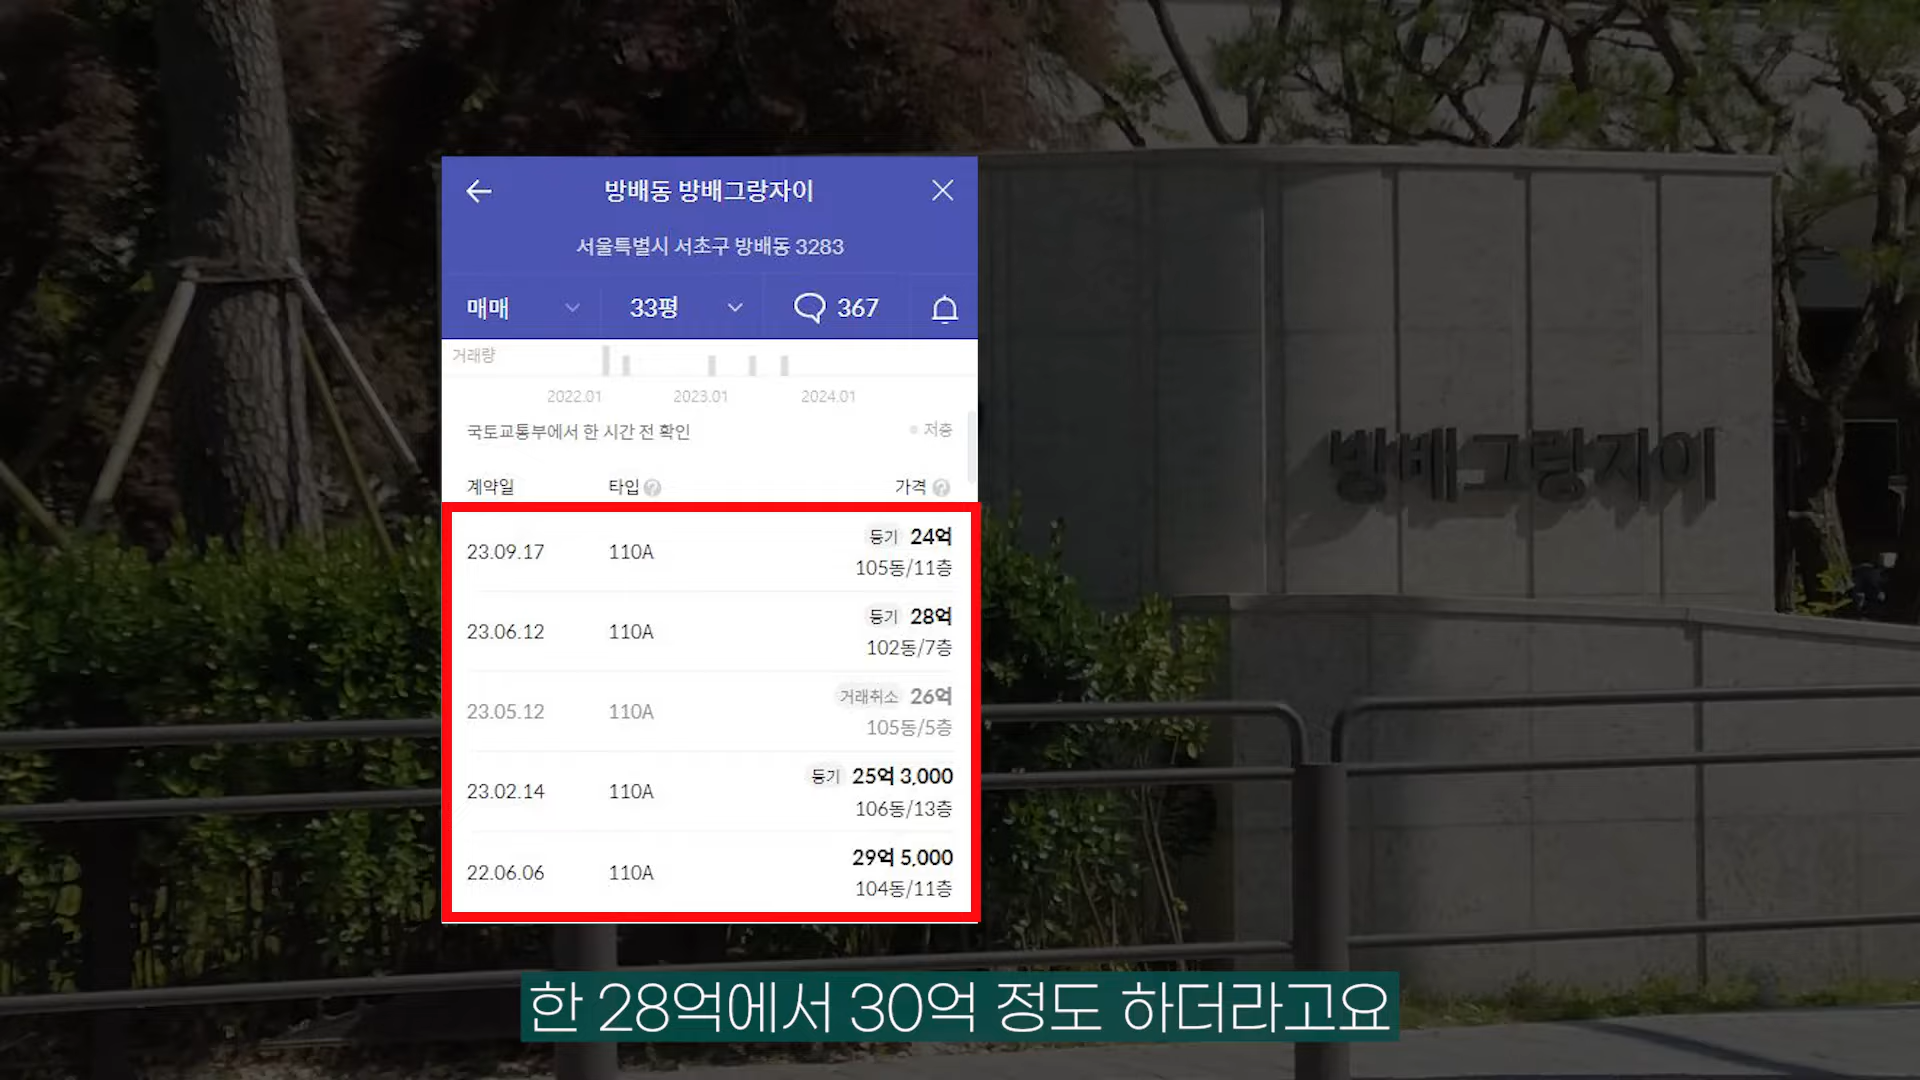 방배동 방배그랑자이
서울특별시 서초구 방배동 3283
매매 33평 367
거래량
2022.01 2023.01 2024.01
국토교통부에서 한 시간 전 확인 저층
계약일 타입 가격
23.09.17 110A 등기 24억
105동/11층
23.06.12 110A 등기 28억
102동/7층
23.05.12 110A 거래취소 26억
105동/5층
23.02.14 110A 등기 25억 3,000
106동/13층
22.06.06 110A 29억 5,000
104동/11층
방배그랑자이
한 28억에서 30억 정도 하더라고요